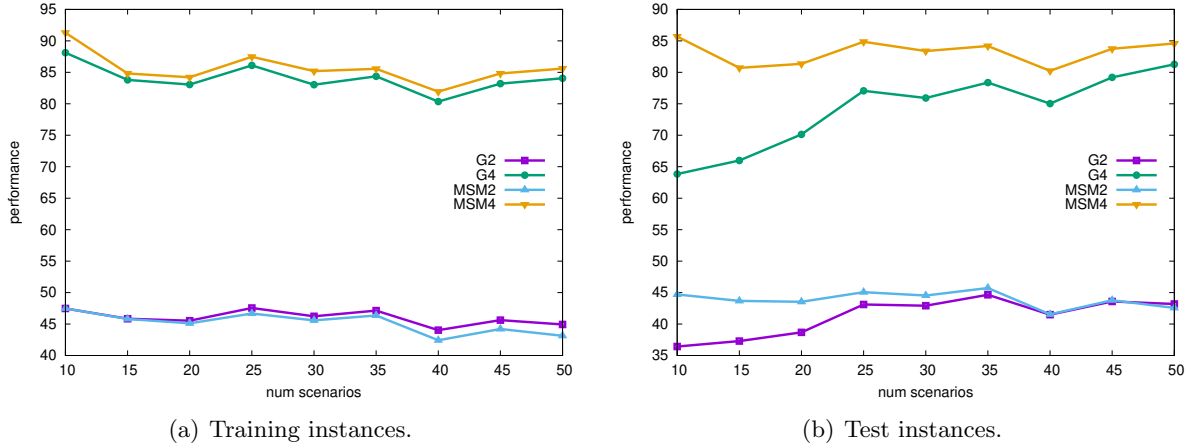 95
90
85
80
75
70
65
60
55
50
45
40
performance
G2
G4
MSM2
MSM4
10 15 20 25 30 35 40 45 50
num scenarios
(a) Training instances.
90
85
80
75
70
65
60
55
50
45
40
35
performance
G2
G4
MSM2
MSM4
10 15 20 25 30 35 40 45 50
num scenarios
(b) Test instances.